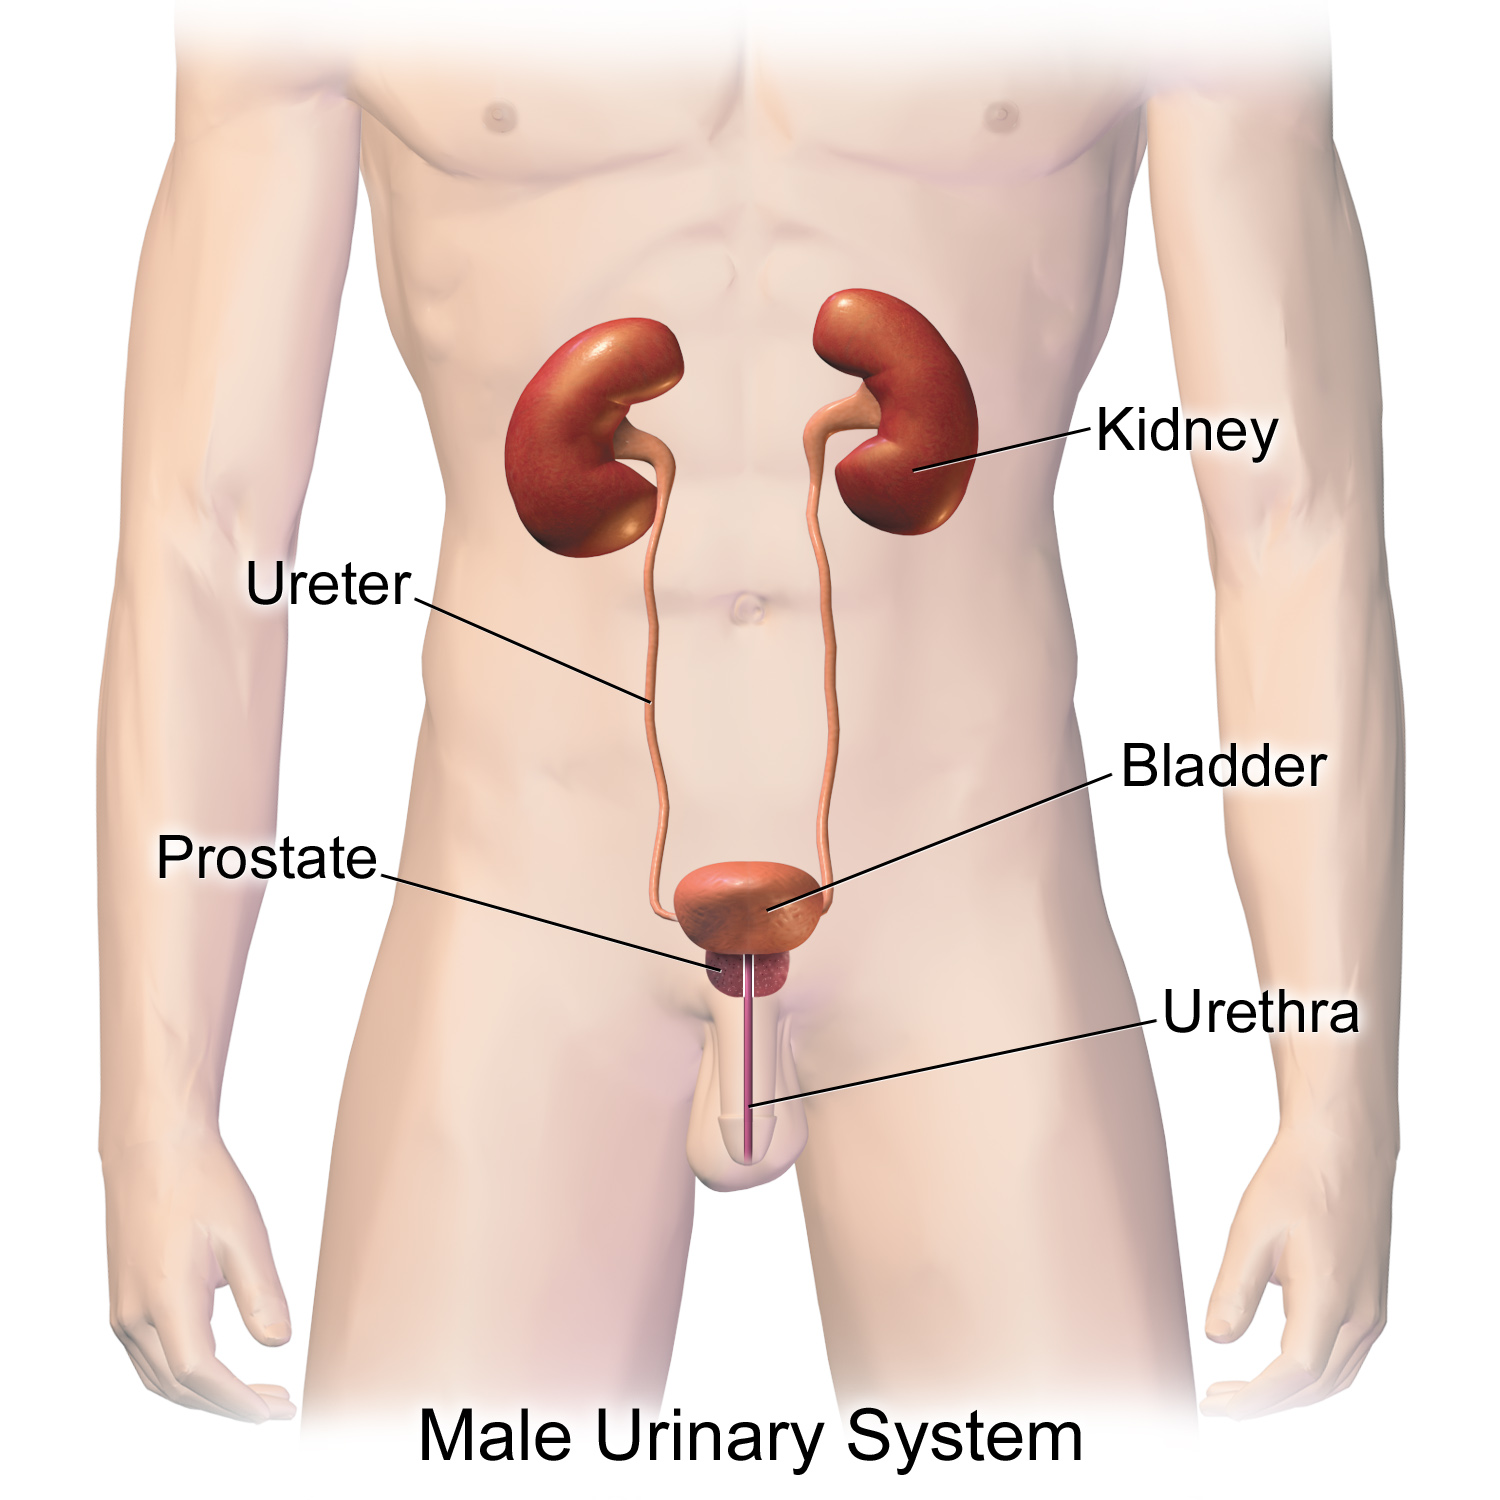 Kidney
Ureter
Bladder
Prostate
Urethra
Male Urinary System